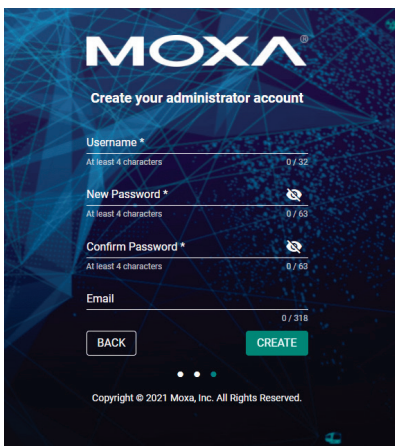 MOXA®
Create your administrator account
Username *
At least 4 characters 0 / 32
New Password *
At least 4 characters 0 / 63
Confirm Password *
At least 4 characters 0 / 63
Email
0 / 318
BACK CREATE
Copyright © 2021 Moxa, Inc. All Rights Reserved.